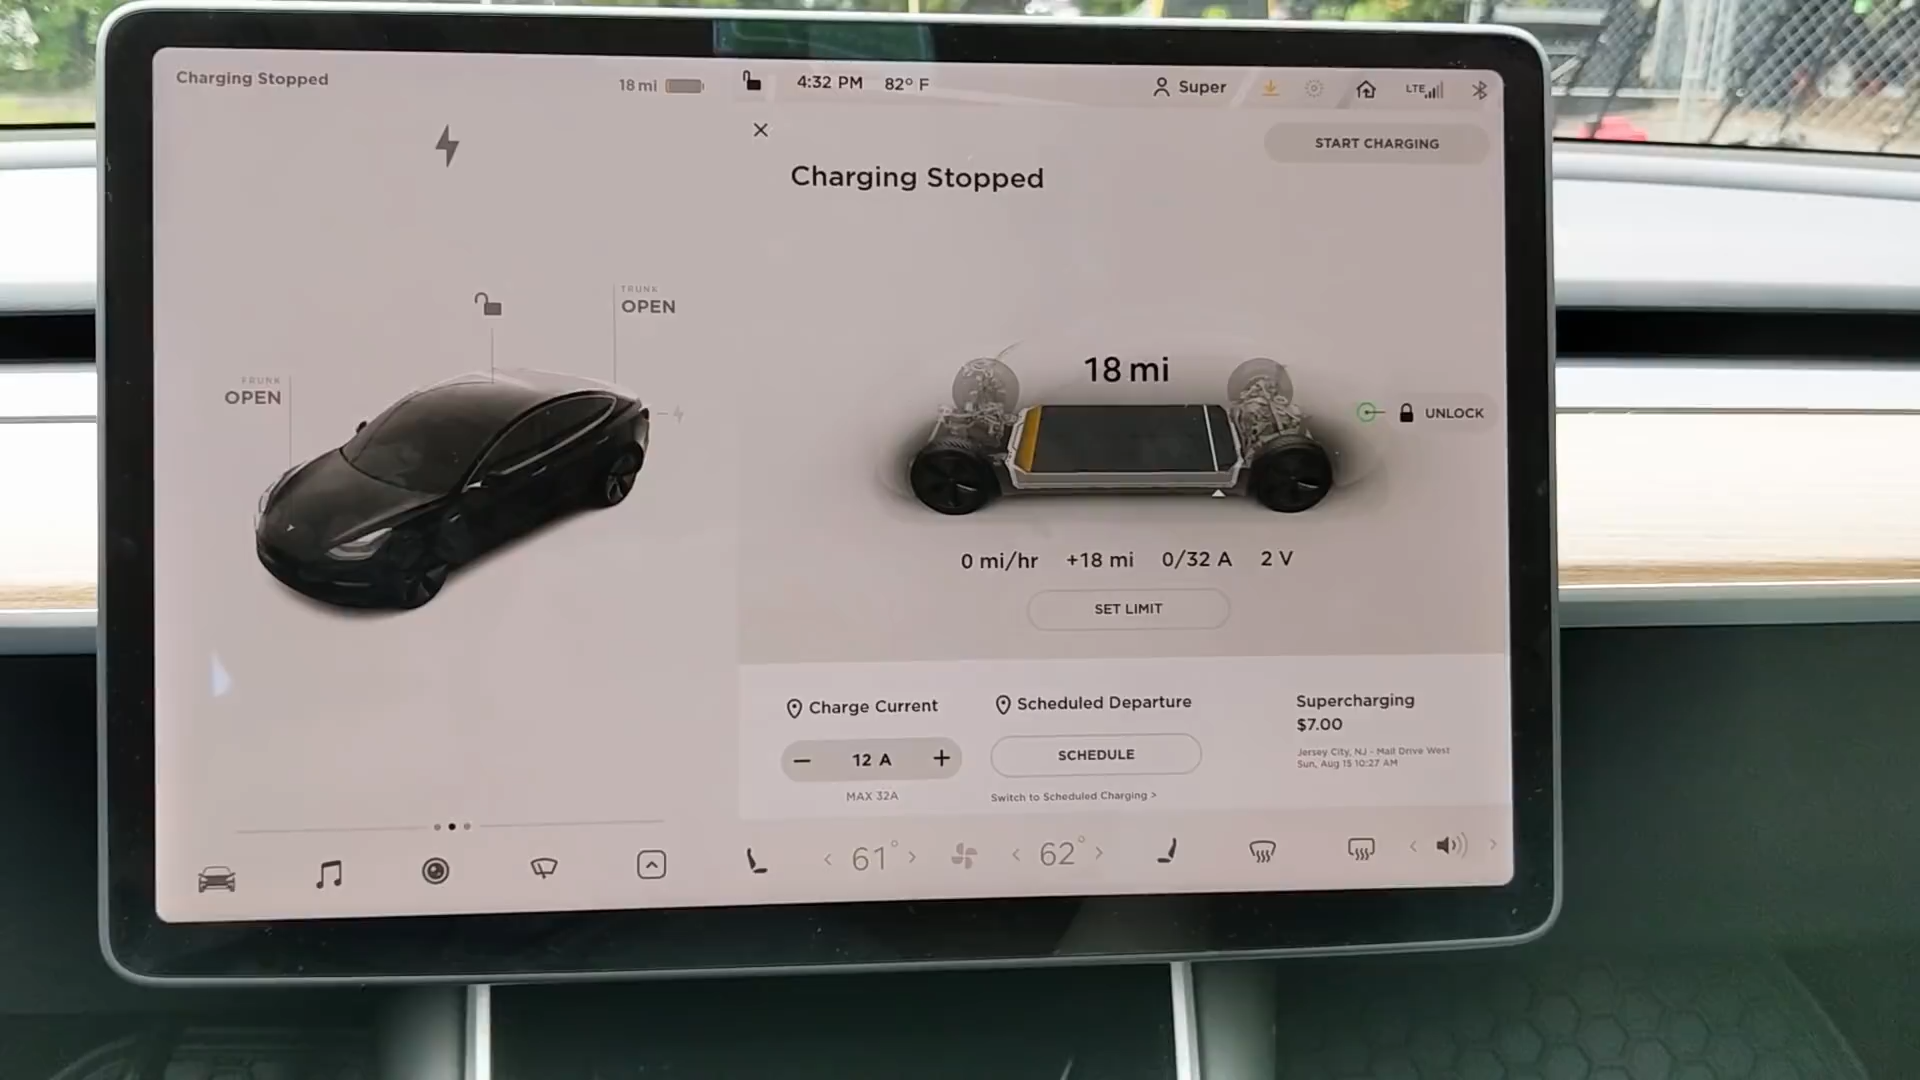 Charging Stopped
18 mi
4:32 PM 82° F
Super
LTE
START CHARGING
Charging Stopped
TRUNK
OPEN
FRUNK
OPEN
18 mi
UNLOCK
0 mi/hr +18 mi 0/32 A 2 V
SET LIMIT
Charge Current
12 A
MAX 32A
Scheduled Departure
SCHEDULE
Switch to Scheduled Charging >
Supercharging
$7.00
Jersey City, NJ - Mall Drive West
Sun, Aug 15 10:27 AM
61°
62°